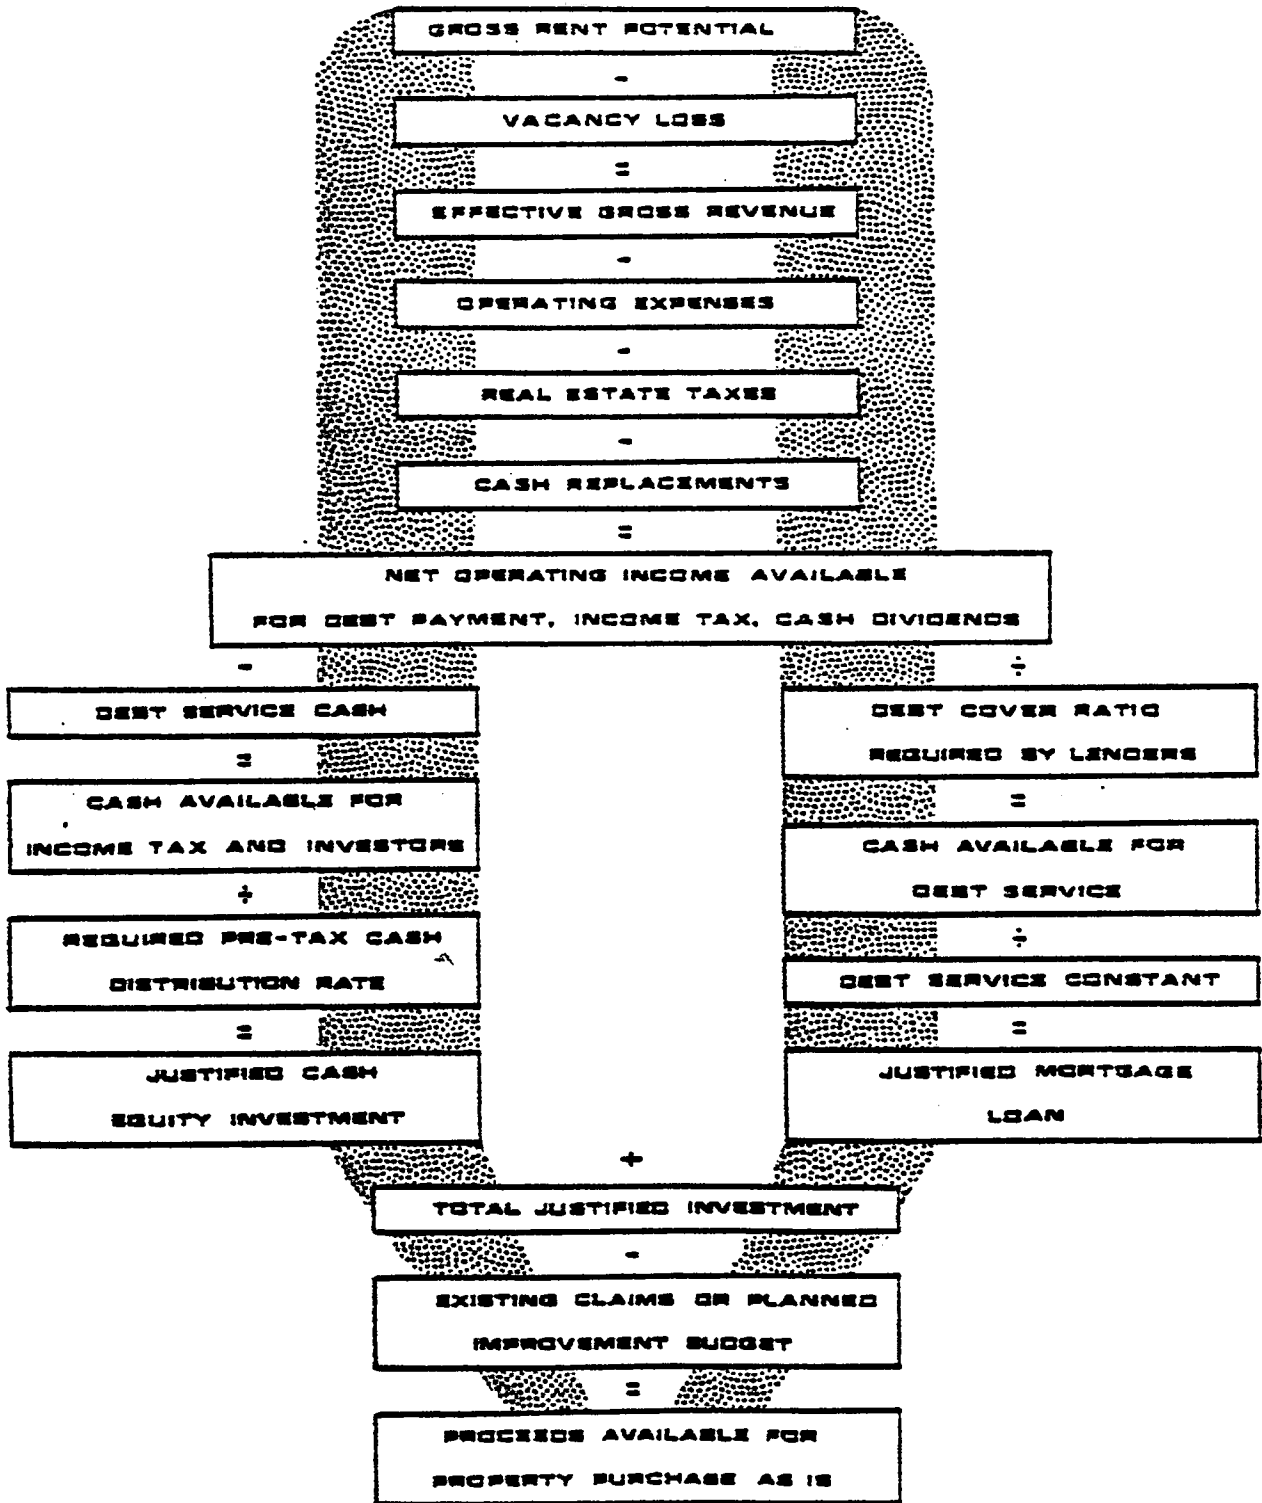 GROSS RENT POTENTIAL
-
VACANCY LOSS
=
EFFECTIVE GROSS REVENUE
-
OPERATING EXPENSES
-
REAL ESTATE TAXES
-
CASH REPLACEMENTS
=
NET OPERATING INCOME AVAILABLE
FOR DEBT PAYMENT, INCOME TAX, CASH DIVIDENDS
-
DEBT SERVICE CASH
=
CASH AVAILABLE FOR
INCOME TAX AND INVESTORS
÷
REQUIRED PRE-TAX CASH
DISTRIBUTION RATE
=
JUSTIFIED CASH
EQUITY INVESTMENT
÷
DEBT COVER RATIO
REQUIRED BY LENDERS
=
CASH AVAILABLE FOR
DEBT SERVICE
÷
DEBT SERVICE CONSTANT
=
JUSTIFIED MORTGAGE
LOAN
+
TOTAL JUSTIFIED INVESTMENT
-
EXISTING CLAIMS OR PLANNED
IMPROVEMENT BUDGET
=
PROCEEDS AVAILABLE FOR
PROPERTY PURCHASE AS IS